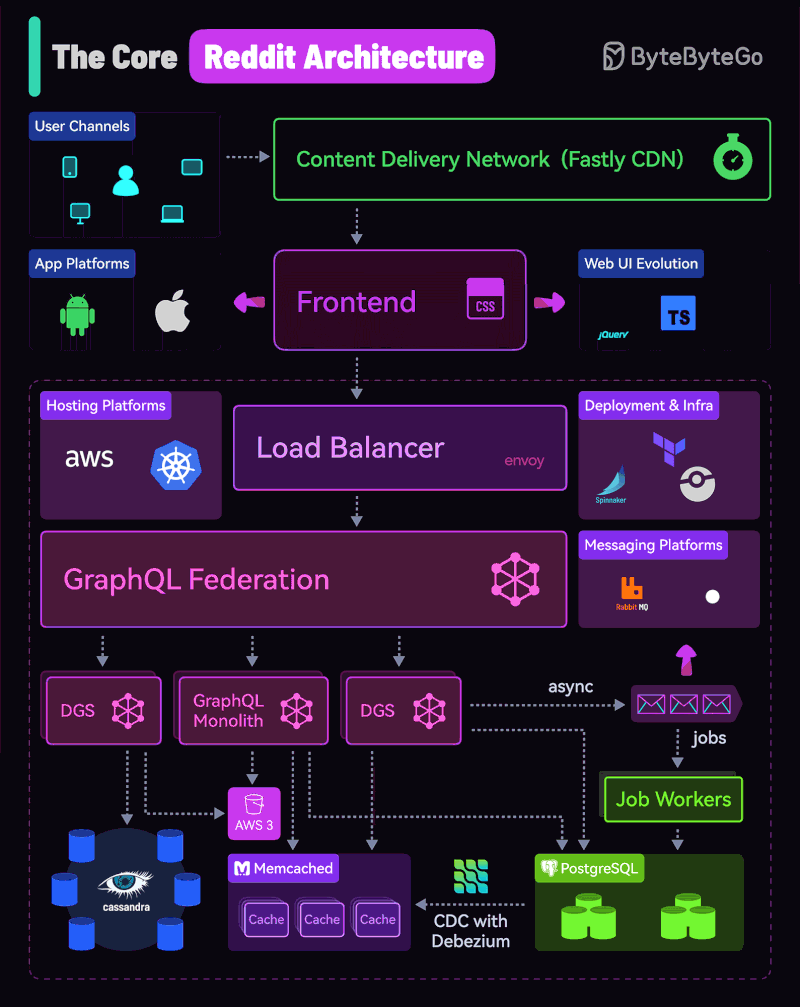 The Core Reddit Architecture
ByteByteGo
User Channels
Content Delivery Network (Fastly CDN)
App Platforms
Frontend
CSS
Web UI Evolution
jQuery
TS
Hosting Platforms
aws
Load Balancer
envoy
Deployment & Infra
Spinnaker
GraphQL Federation
Messaging Platforms
Rabbit MQ
DGS
GraphQL
Monolith
DGS
async
jobs
Job Workers
AWS 3
cassandra
Memcached
Cache
Cache
Cache
CDC with
Debezium
PostgreSQL